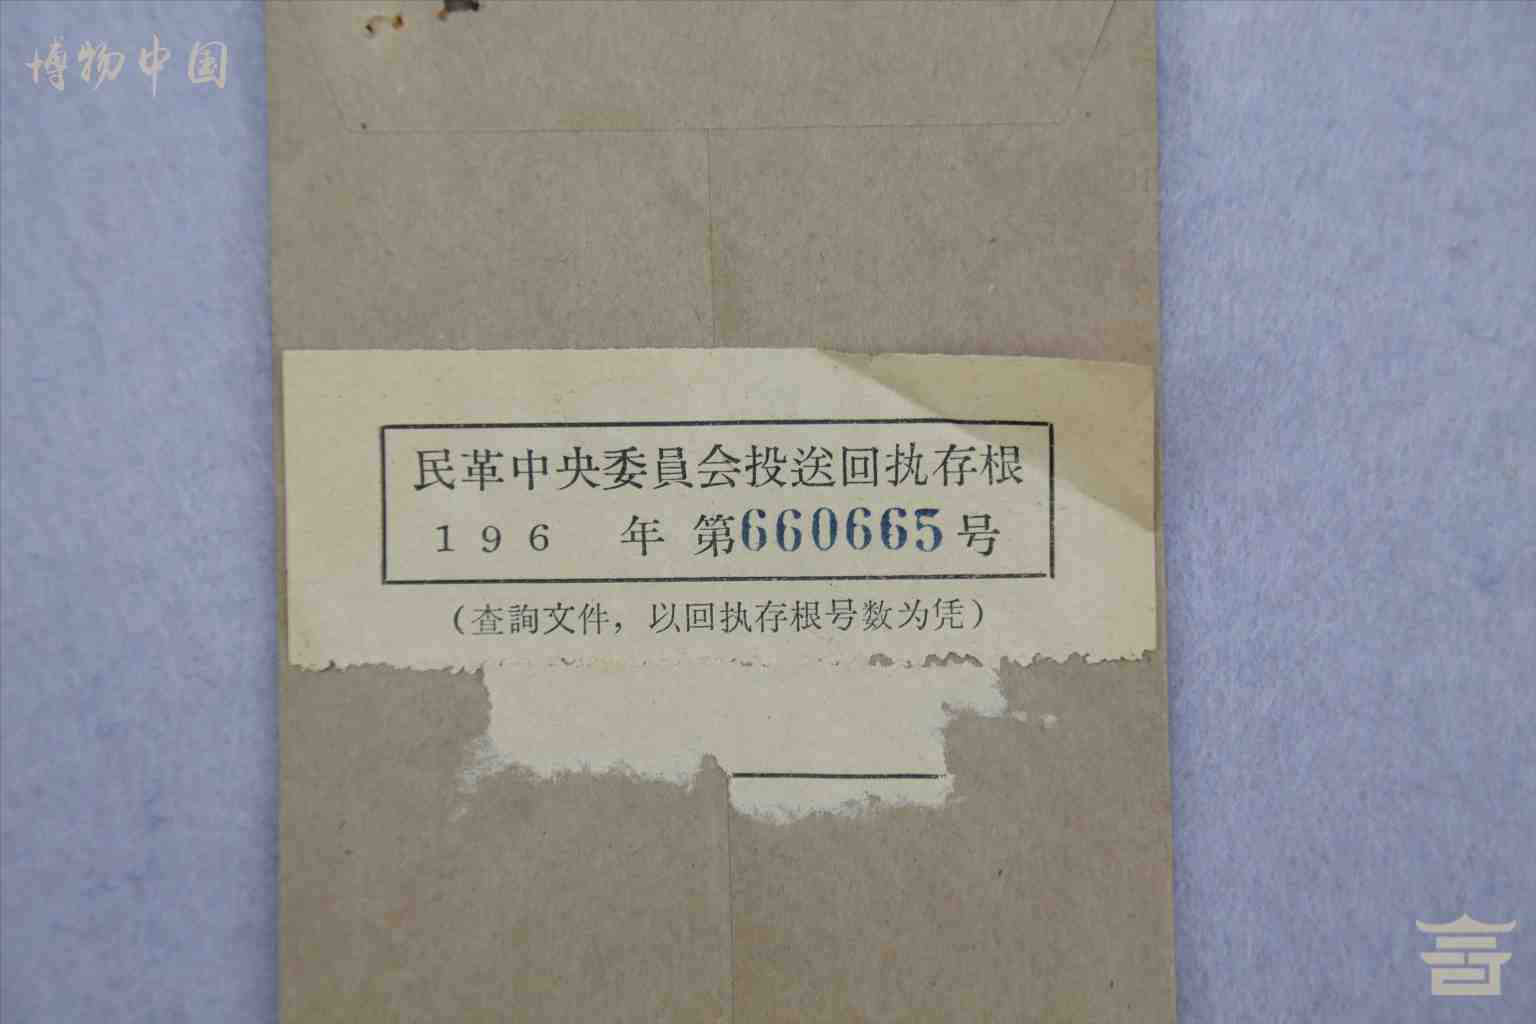 博物中国
民革中央委員会投送回执存根
196 年 第660665号
（查詢文件，以回执存根号数为凭）